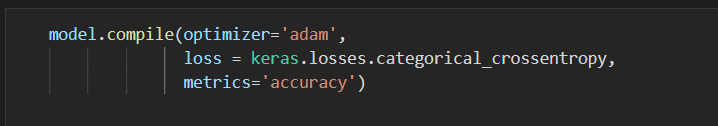 model.compile(optimizer='adam',
loss = keras.losses.categorical_crossentropy,
metrics='accuracy')